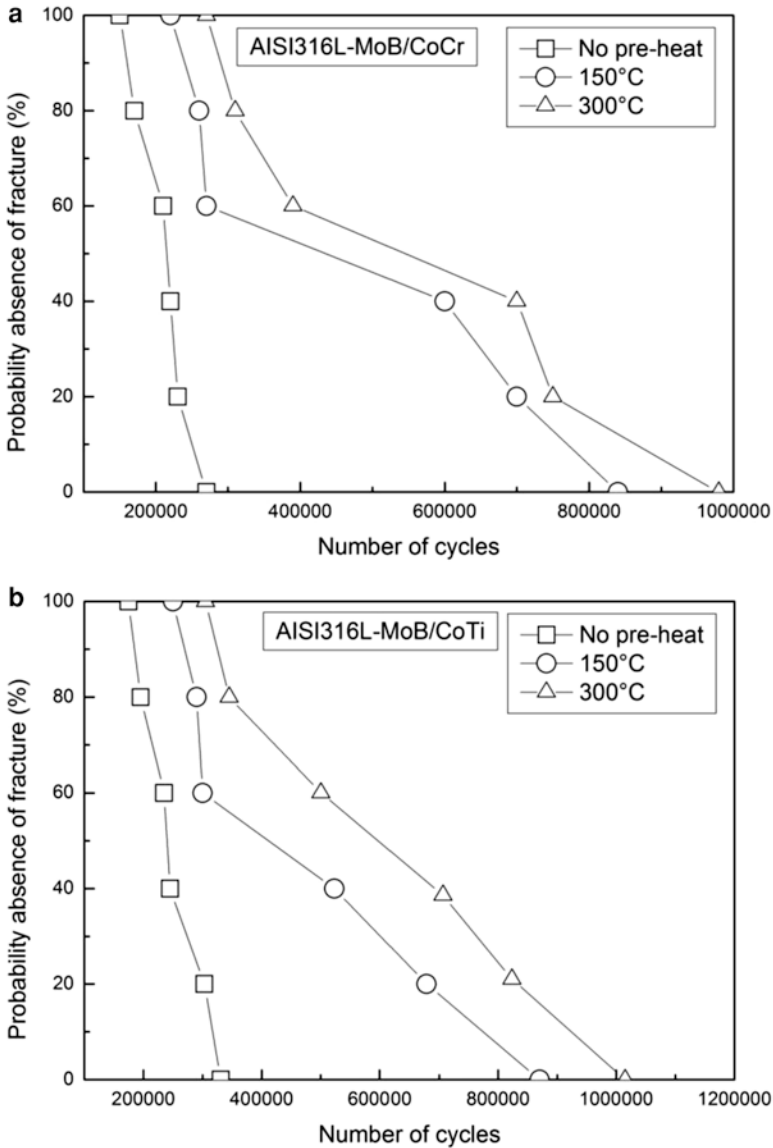 a
AISI316L-MoB/CoCr
No pre-heat
150°C
300°C
Probability absence of fracture (%)
100
80
60
40
20
0
200000 400000 600000 800000 1000000
Number of cycles
b
AISI316L-MoB/CoTi
No pre-heat
150°C
300°C
Probability absence of fracture (%)
100
80
60
40
20
0
200000 400000 600000 800000 1000000 1200000
Number of cycles